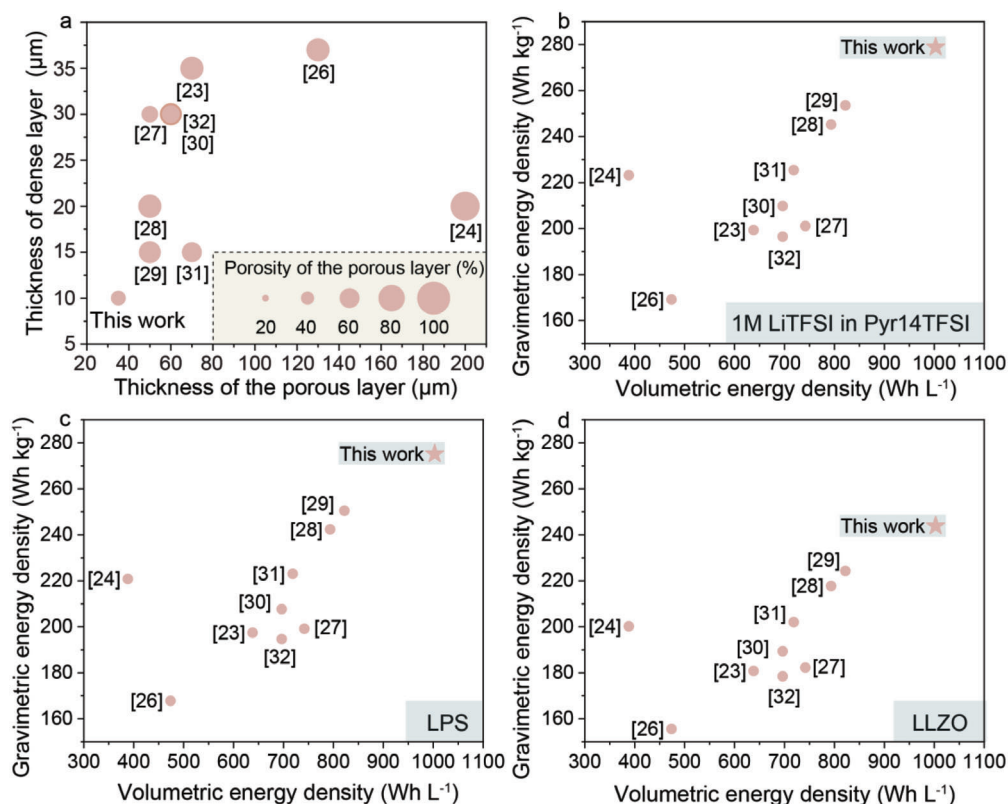 a
Thickness of dense layer (µm)
35
30
25
20
15
10
5
[23]
[26]
[27]
[32]
[30]
[28]
[24]
[29]
[31]
This work
Porosity of the porous layer (%)
20 40 60 80 100
20 40 60 80 100 120 140 160 180 200
Thickness of the porous layer (µm)
b
Gravimetric energy density (Wh kg-1)
280
260
240
220
200
180
160
This work
[29]
[28]
[24]
[31]
[30]
[23]
[27]
[32]
[26]
1M LiTFSI in Pyr14TFSI
300 400 500 600 700 800 900 1000 1100
Volumetric energy density (Wh L-1)
c
Gravimetric energy density (Wh kg-1)
280
260
240
220
200
180
160
This work
[29]
[28]
[24]
[31]
[30]
[23]
[27]
[32]
[26]
LPS
300 400 500 600 700 800 900 1000 1100
Volumetric energy density (Wh L-1)
d
Gravimetric energy density (Wh kg-1)
280
260
240
220
200
180
160
This work
[29]
[28]
[24]
[31]
[30]
[23]
[27]
[32]
[26]
LLZO
300 400 500 600 700 800 900 1000 1100
Volumetric energy density (Wh L-1)